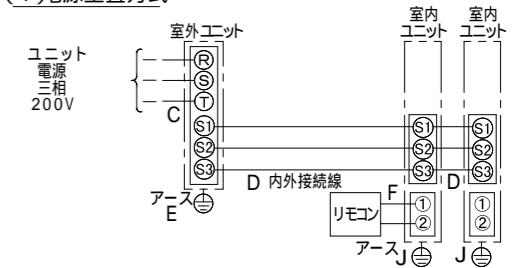 室外ユニット
室内
ユニット
室内
ユニット
ユニット
電源
三相
200V
R
S
T
C
S1
S2
S3
S1
S2
S3
S1
S2
S3
D 内外接続線
D
アース
E
リモコン
F
①
②
①
②
アース
J
J